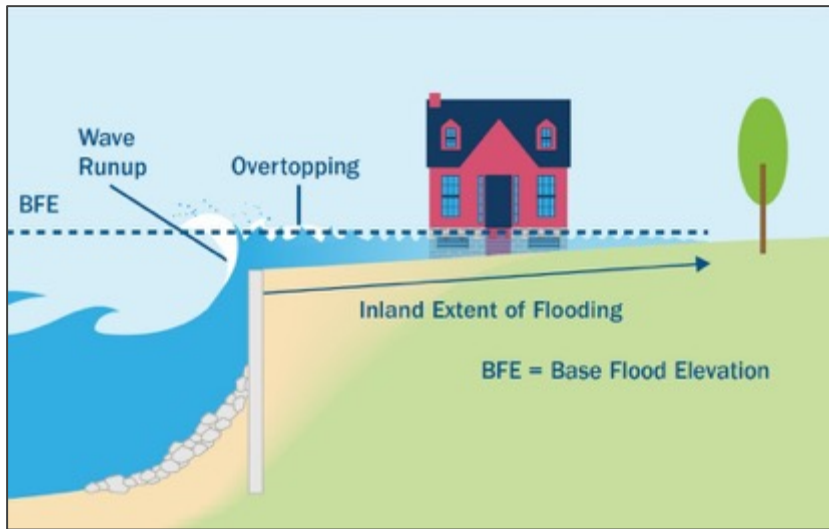 Wave
Runup
Overtopping
BFE
Inland Extent of Flooding
BFE = Base Flood Elevation